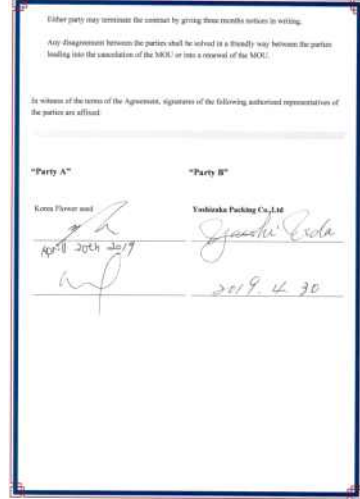 Either party may terminate the contract by giving three months notices in writing.
Any disagreement between the parties shall be solved in a friendly way between the parties
leading into the cancelation of the MOU or into a renewal of the MOU.
In witness of the terms of the Agreement, signatures of the following authorized representatives of
the parties are affixed:
"Party A" "Party B"
Korea Flower seed Yoshizaka Packing Co.,Ltd
April 20th 2019
2019. 4. 30